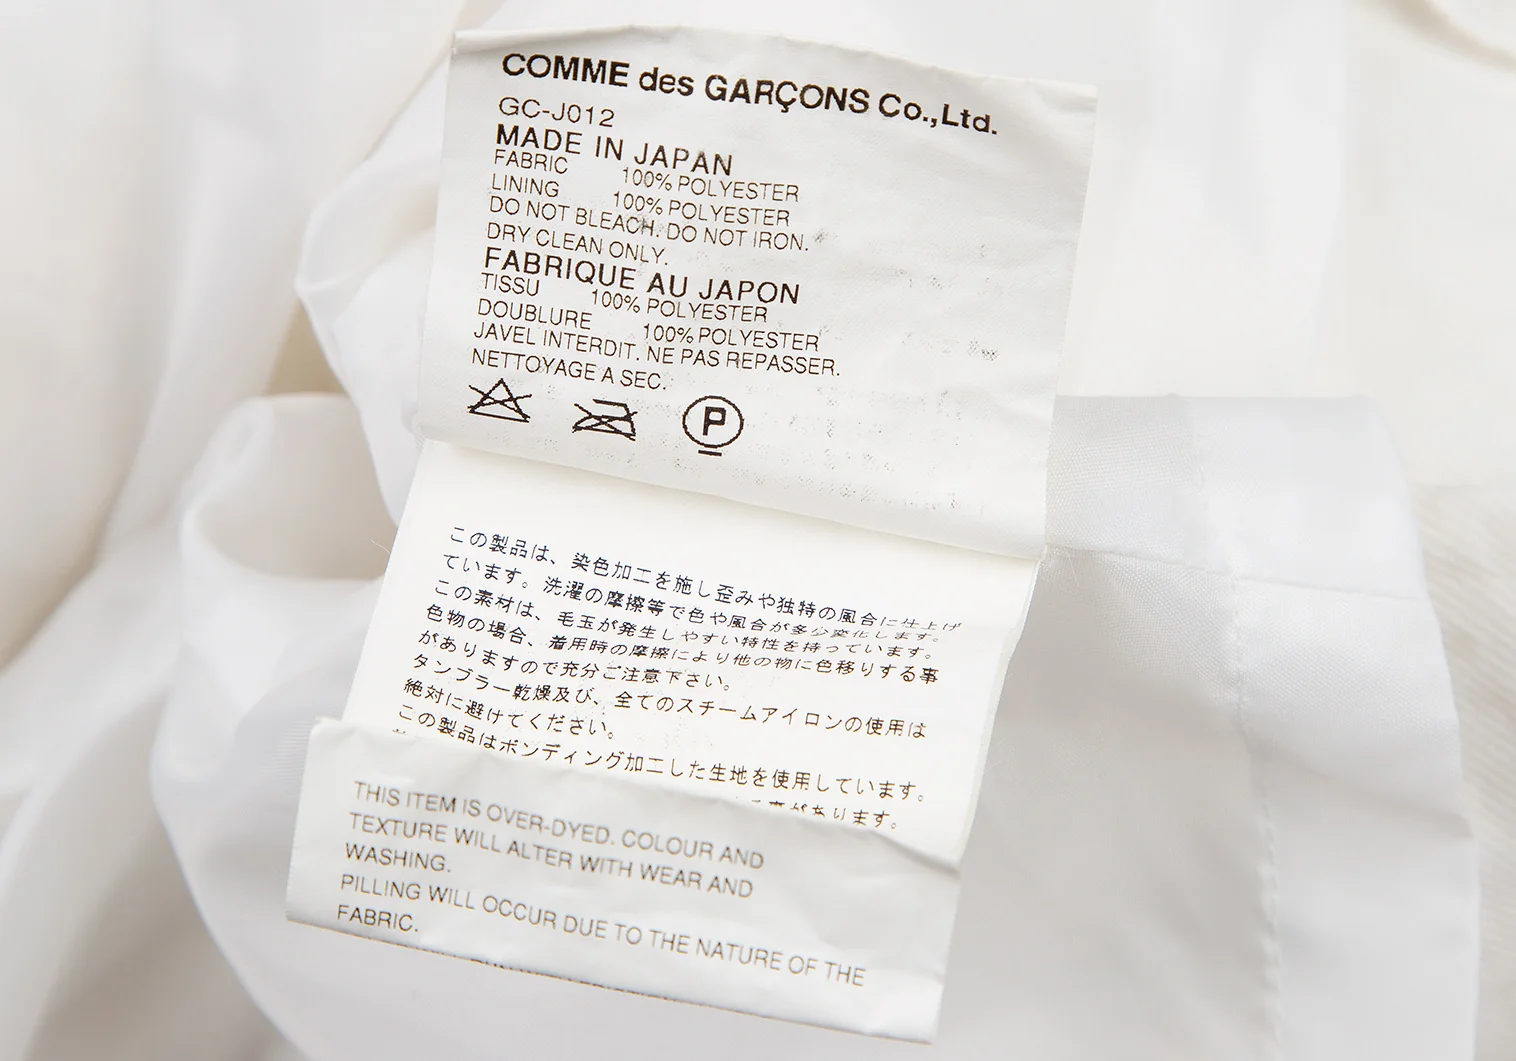 COMME des GARÇONS Co.,Ltd.
GC-J012
MADE IN JAPAN
FABRIC 100% POLYESTER
LINING 100% POLYESTER
DO NOT BLEACH. DO NOT IRON.
DRY CLEAN ONLY.
FABRIQUE AU JAPON
TISSU 100% POLYESTER
DOUBLURE 100% POLYESTER
JAVEL INTERDIT. NE PAS REPASSER.
NETTOYAGE A SEC.
P
この製品は、染色加工を施し歪みや独特の風合に仕上げ
ています。洗濯の摩擦等で色や風合が多少変化します。
この素材は、毛玉が発生しやすい特性を持っています。
色物の場合、着用時の摩擦により他の物に色移りする事
がありますので充分ご注意下さい。
タンブラー乾燥及び、全てのスチームアイロンの使用は
絶対に避けてください。
この製品はボンディング加工した生地を使用しています。
事があります。
THIS ITEM IS OVER-DYED. COLOUR AND
TEXTURE WILL ALTER WITH WEAR AND
WASHING.
PILLING WILL OCCUR DUE TO THE NATURE OF THE
FABRIC.